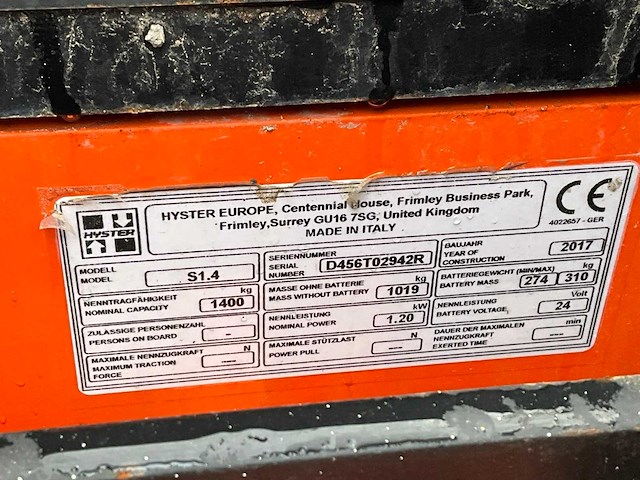 HYSTER
HYSTER EUROPE, Centennial House, Frimley Business Park,
Frimley,Surrey GU16 7SG, United Kingdom
MADE IN ITALY
CE
4022657 - GER
MODELL
MODEL
S1.4
SERIENNUMMER
SERIAL
NUMBER
D456T02942R
BAUJAHR
YEAR OF
CONSTRUCTION
2017
NENNTRAGFÄHIGKEIT
NOMINAL CAPACITY
kg
1400
MASSE OHNE BATTERIE
MASS WITHOUT BATTERY
kg
1019
BATTERIEGEWICHT (MIN/MAX)
BATTERY MASS
kg
274 310
ZULÄSSIGE PERSONENZAHL
PERSONS ON BOARD
--
NENNLEISTUNG
NOMINAL POWER
kW
1.20
NENNLEISTUNG
BATTERY VOLTAGE
Volt
24
MAXIMALE NENNZUGKRAFT
MAXIMUM TRACTION
FORCE
N
----
MAXIMALE STÜTZLAST
POWER PULL
N
----
DAUER DER MAXIMALEN
NENNZUGKRAFT
EXERTED TIME
min
----